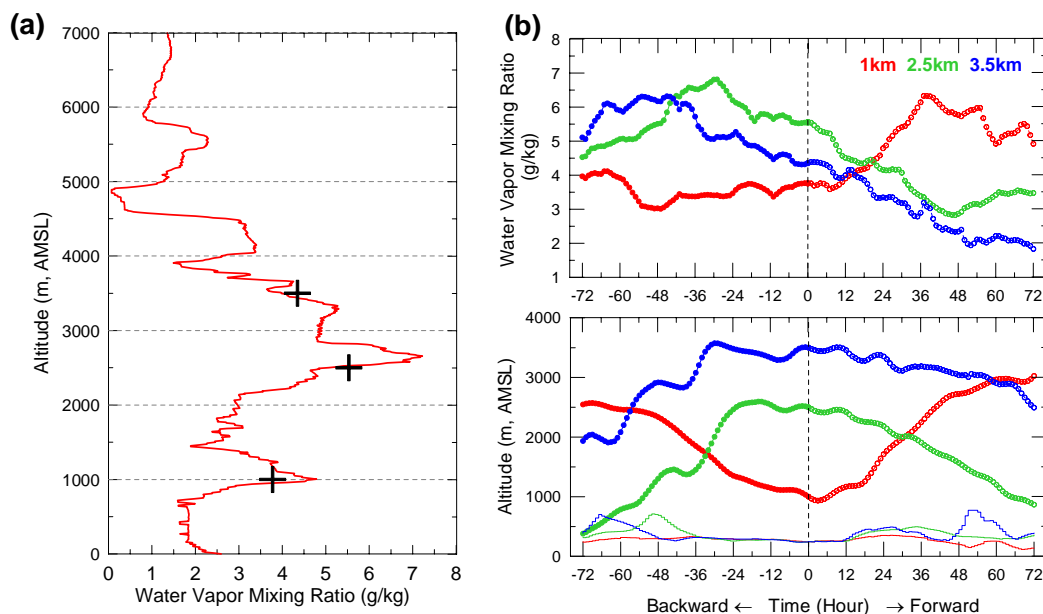 (a)
7000
6000
5000
4000
3000
2000
1000
0
Altitude (m, AMSL)
0 1 2 3 4 5 6 7 8
Water Vapor Mixing Ratio (g/kg)
(b)
8
7
6
5
4
3
2
1
Water Vapor Mixing Ratio
(g/kg)
1km 2.5km 3.5km
-72 -60 -48 -36 -24 -12 0 12 24 36 48 60 72
4000
3000
2000
1000
0
Altitude (m, AMSL)
-72 -60 -48 -36 -24 -12 0 12 24 36 48 60 72
Backward ← Time (Hour) → Forward